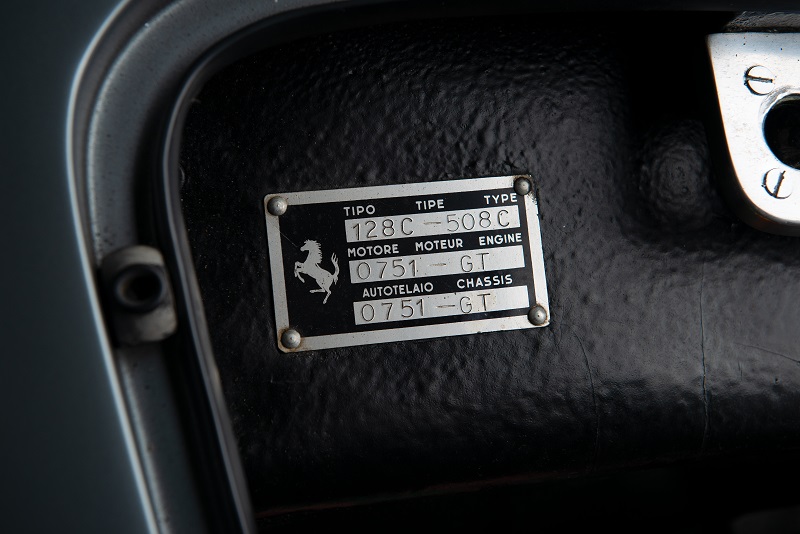 TIPO TIPE TYPE
128C - 508C
MOTORE MOTEUR ENGINE
0751 - GT
AUTOTELAIO CHASSIS
0751 - GT